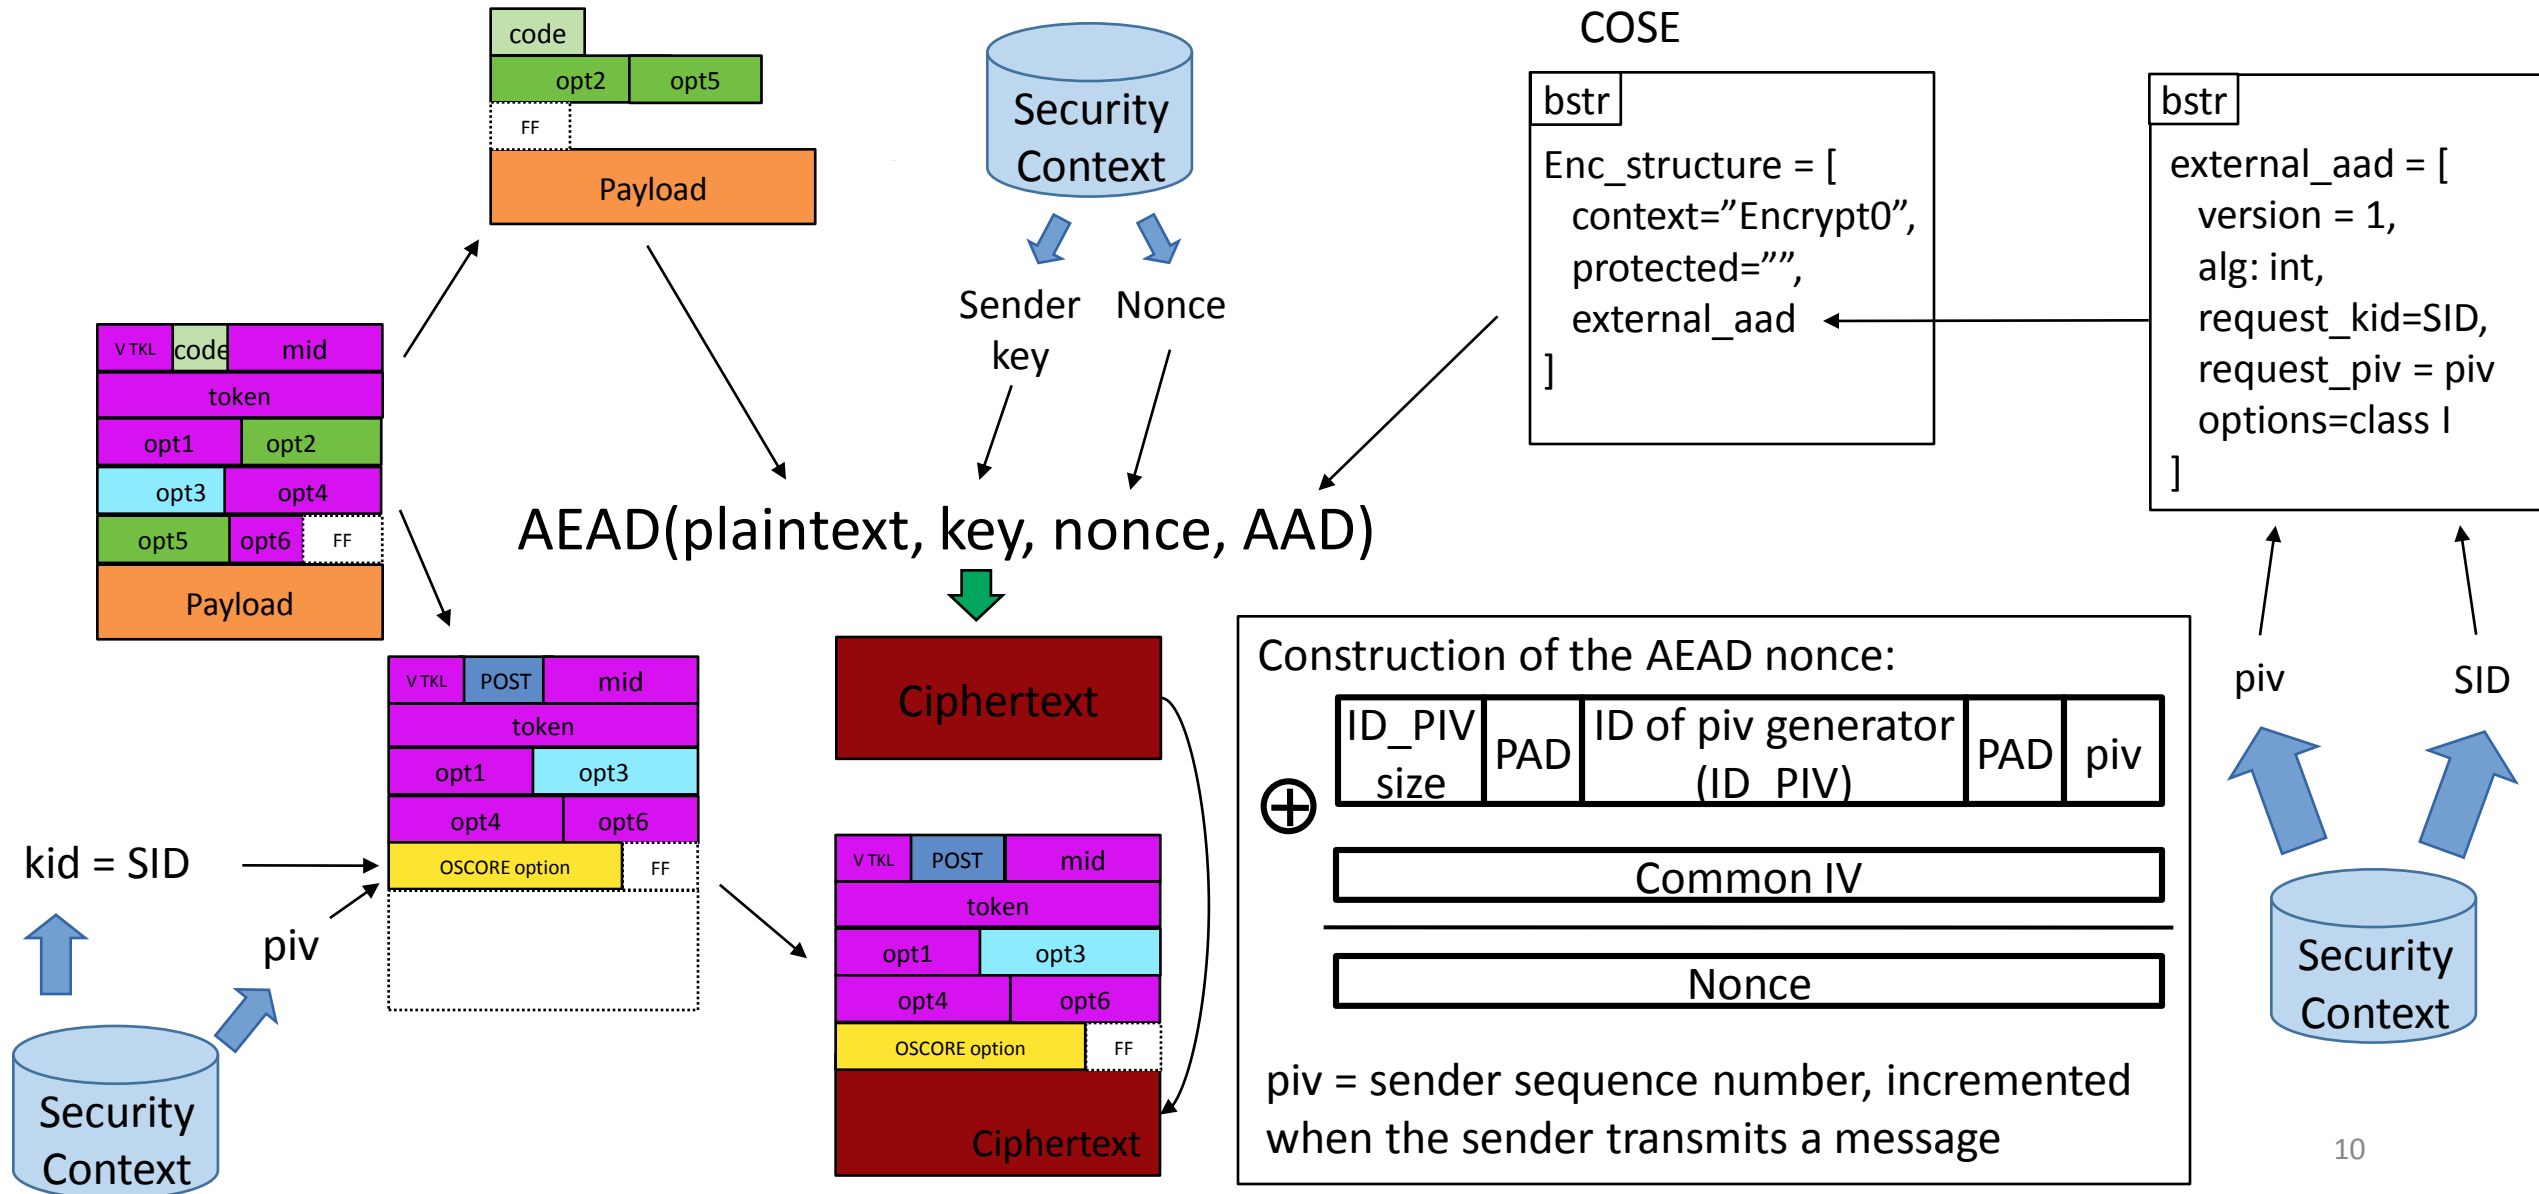 code
opt2 opt5
FF
Payload
Security
Context
Sender
key
Nonce
COSE
bstr
Enc_structure = [
context=”Encrypt0”,
protected=””,
external_aad
]
bstr
external_aad = [
version = 1,
alg: int,
request_kid=SID,
request_piv = piv
options=class I
]
V TKL code mid
token
opt1 opt2
opt3 opt4
opt5 opt6 FF
Payload
AEAD(plaintext, key, nonce, AAD)
Ciphertext
V TKL POST mid
token
opt1 opt3
opt4 opt6
OSCORE option FF
kid = SID
piv
Security
Context
V TKL POST mid
token
opt1 opt3
opt4 opt6
OSCORE option FF
Ciphertext
Construction of the AEAD nonce:
ID_PIV
size
PAD
ID of piv generator
(ID_PIV)
PAD
piv
⊕
Common IV
Nonce
piv = sender sequence number, incremented
when the sender transmits a message
piv
SID
Security
Context
10